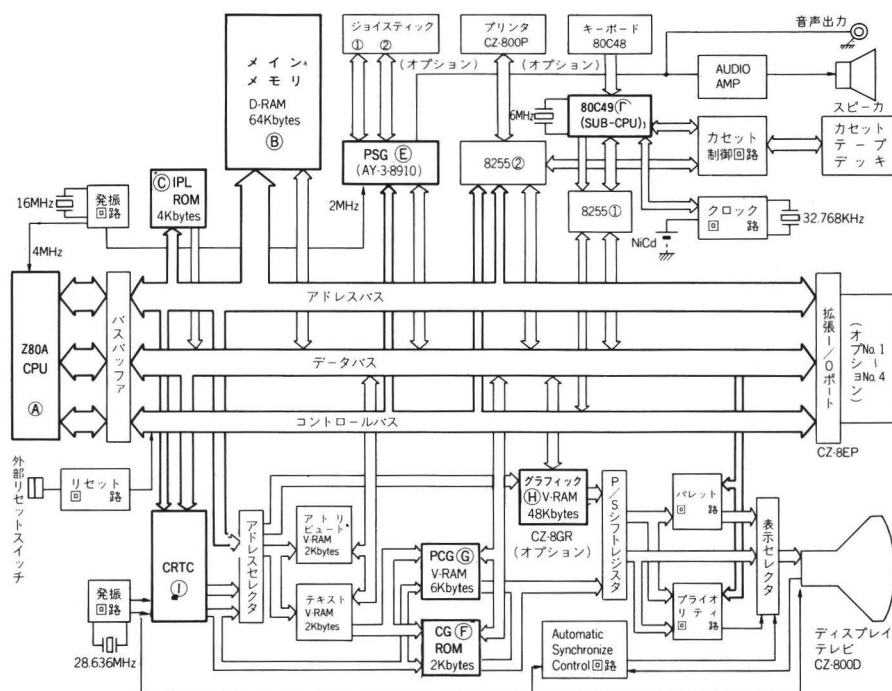 音声出力
ジョイスティック
① ②
(オプション)
プリンタ
CZ-800P
(オプション)
キーボード
80C48
AUDIO
AMP
スピーカ
メイン
メモリ
D-RAM
64Kbytes
Ⓑ
6MHz
80C49
(SUB-CPU)
カセット
制御回路
カセット
テープ
デッキ
PSG Ⓔ
(AY-3-8910)
8255②
8255①
Ⓒ IPL
ROM
4Kbytes
発振
回路
16MHz
2MHz
4MHz
クロック
回路
32.768KHz
NiCd
Z80A
CPU
Ⓐ
バスバッファ
アドレスバス
データバス
コントロールバス
拡張I/Oポート
(オプション)
No.1
~
No.4
CZ-8EP
外部リセットスイッチ
リセット
回路
CRTC
Ⓘ
発振
回路
28.636MHz
アドレスセレクタ
アトリ
ビュート
V-RAM
2Kbytes
テキスト
V-RAM
2Kbytes
グラフィック
Ⓗ V-RAM
48Kbytes
CZ-8GR
(オプション)
PCG Ⓖ
V-RAM
6Kbytes
CG Ⓕ
ROM
2Kbytes
P/Sシフトレジスタ
パレット
回路
プライオ
リティ
回路
表示セレクタ
Automatic
Synchronize
Control回路
ディスプレイ
テレビ
CZ-800D